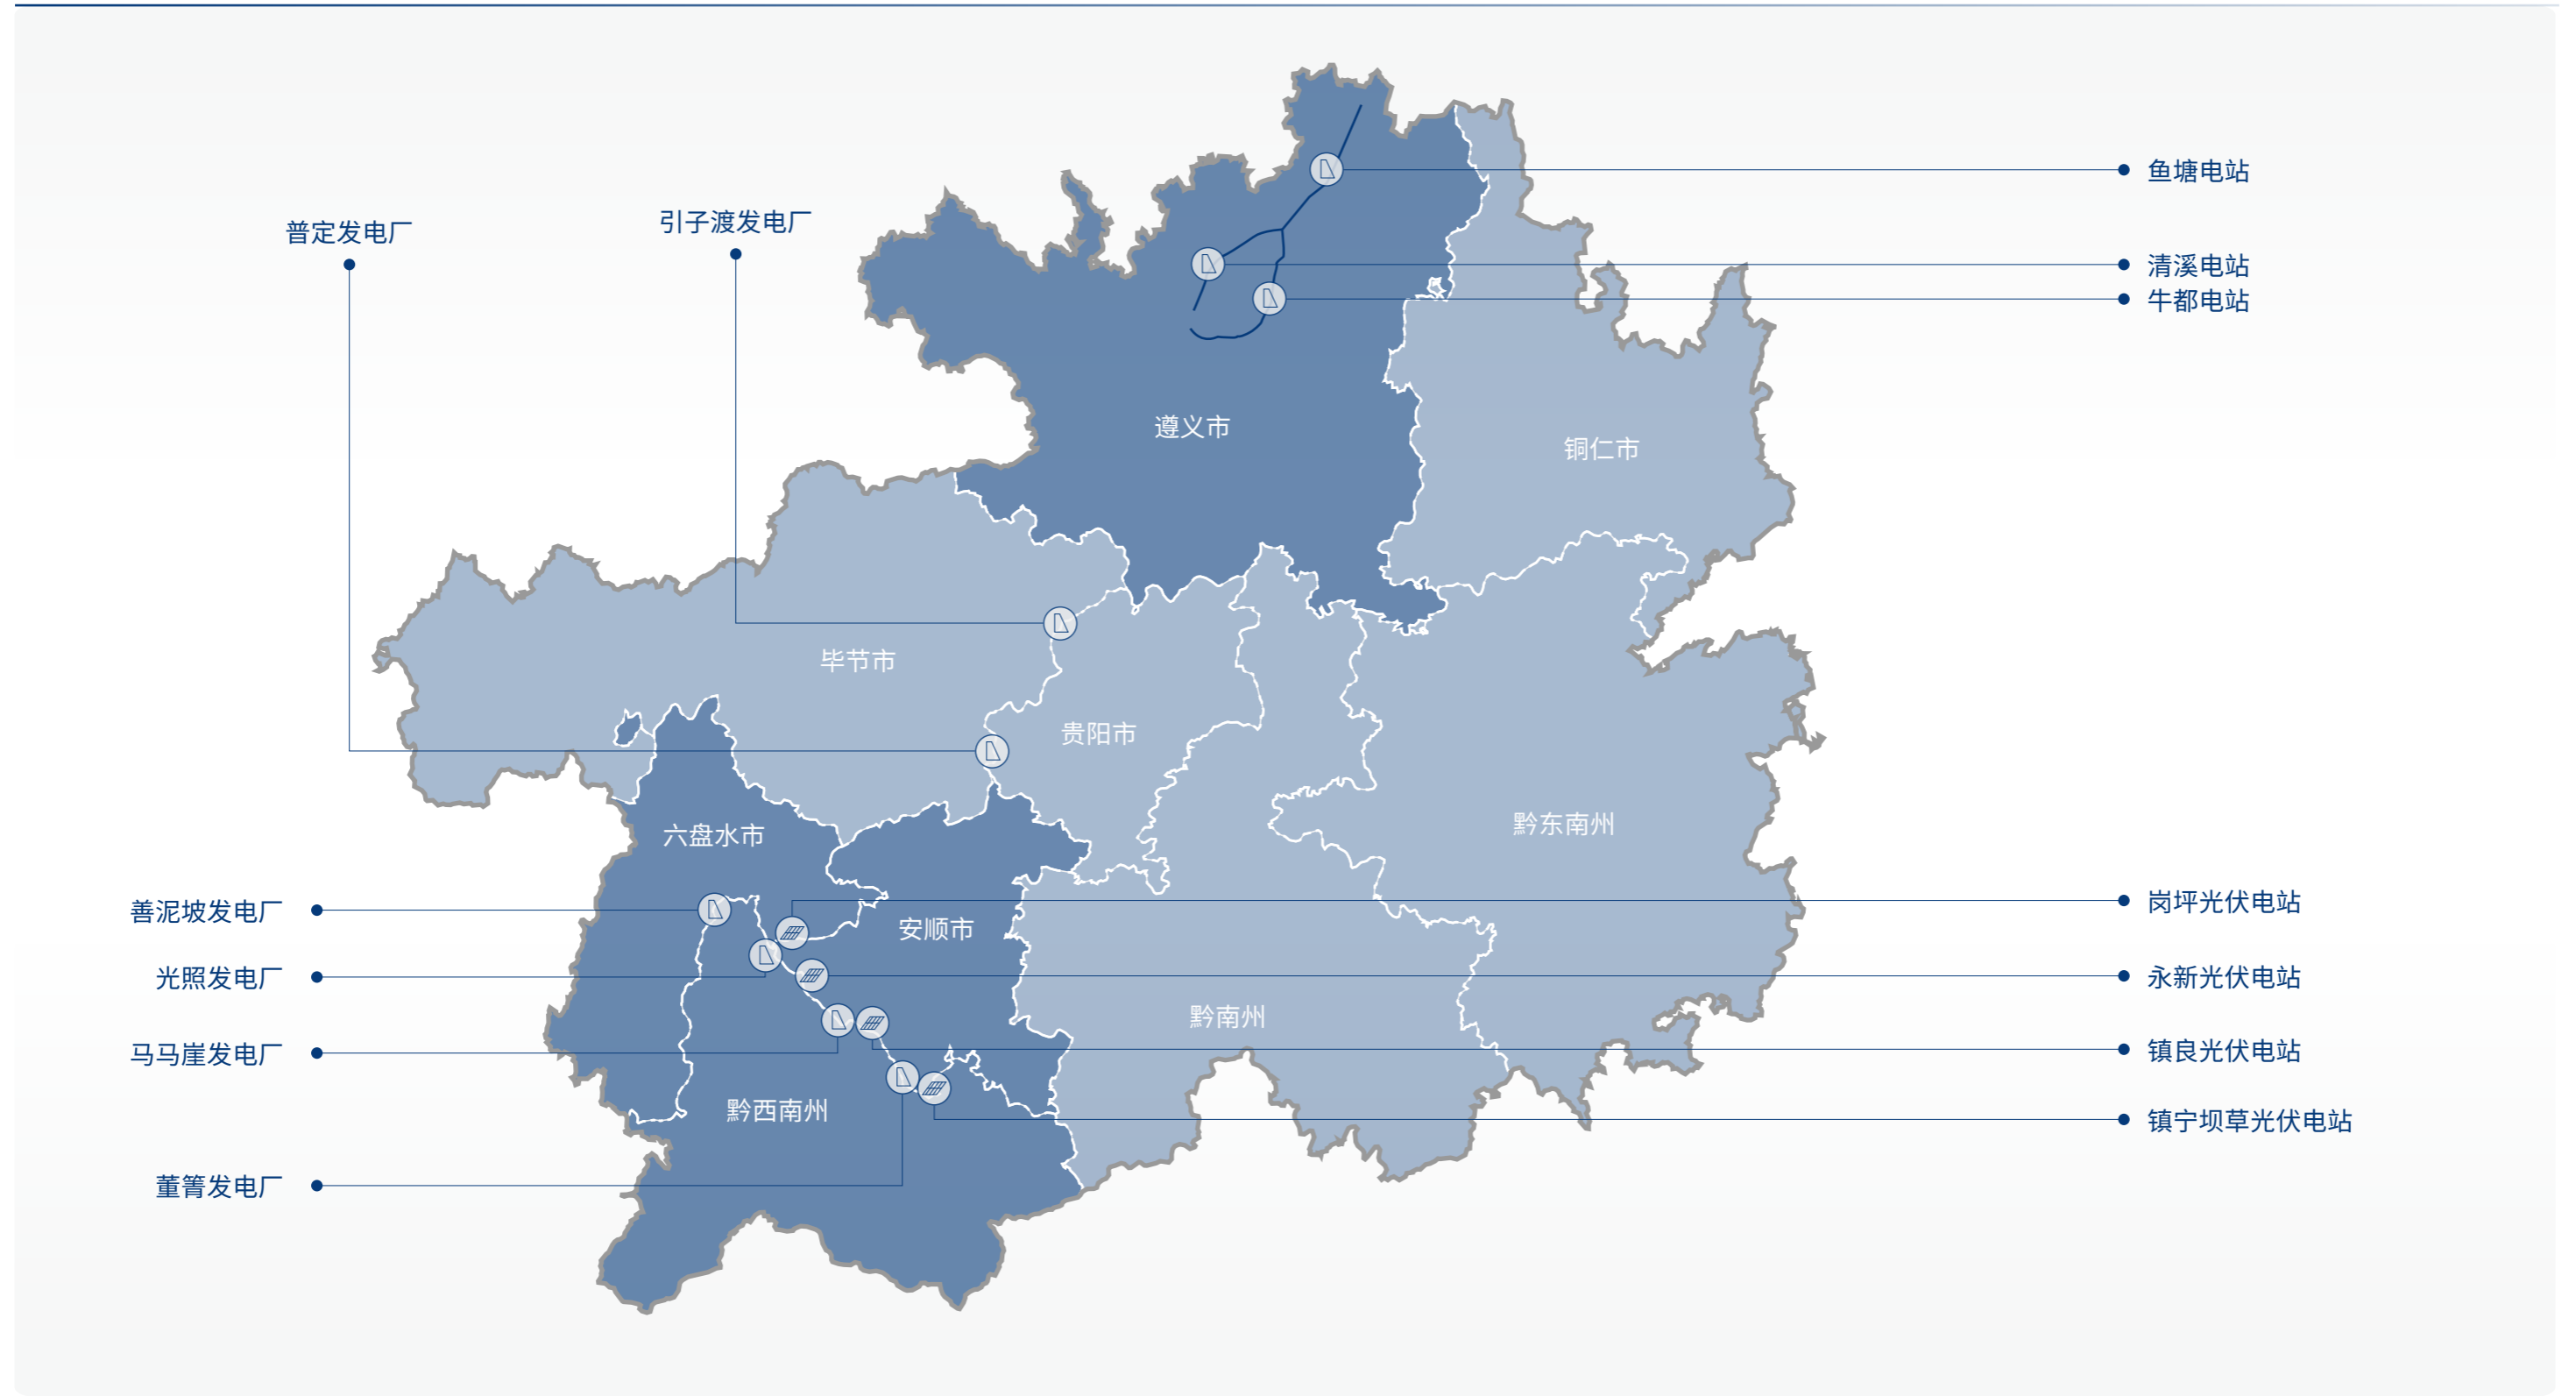 鱼塘电站
引子渡发电厂
普定发电厂
清溪电站
牛都电站
遵义市
铜仁市
毕节市
贵阳市
六盘水市
黔东南州
善泥坡发电厂
安顺市
岗坪光伏电站
光照发电厂
永新光伏电站
黔南州
马马崖发电厂
镇良光伏电站
黔西南州
镇宁坝草光伏电站
董箐发电厂